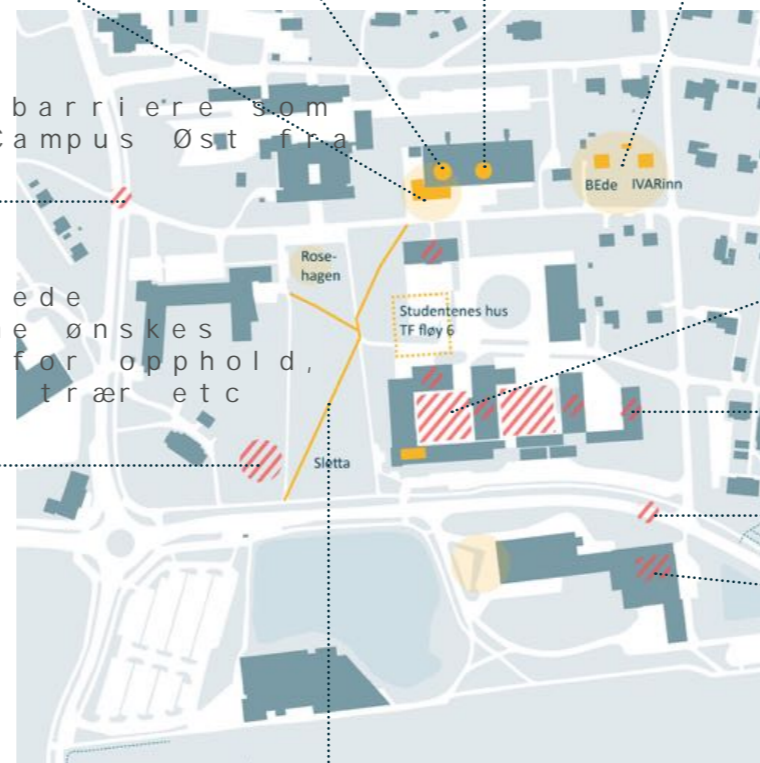 barriere som
Campus Øst fra
BEde IVARinn
Rose-
hagen
ede
ne ønskes
for opphold,
trær etc
Studentenes hus
TF fløy 6
Sletta